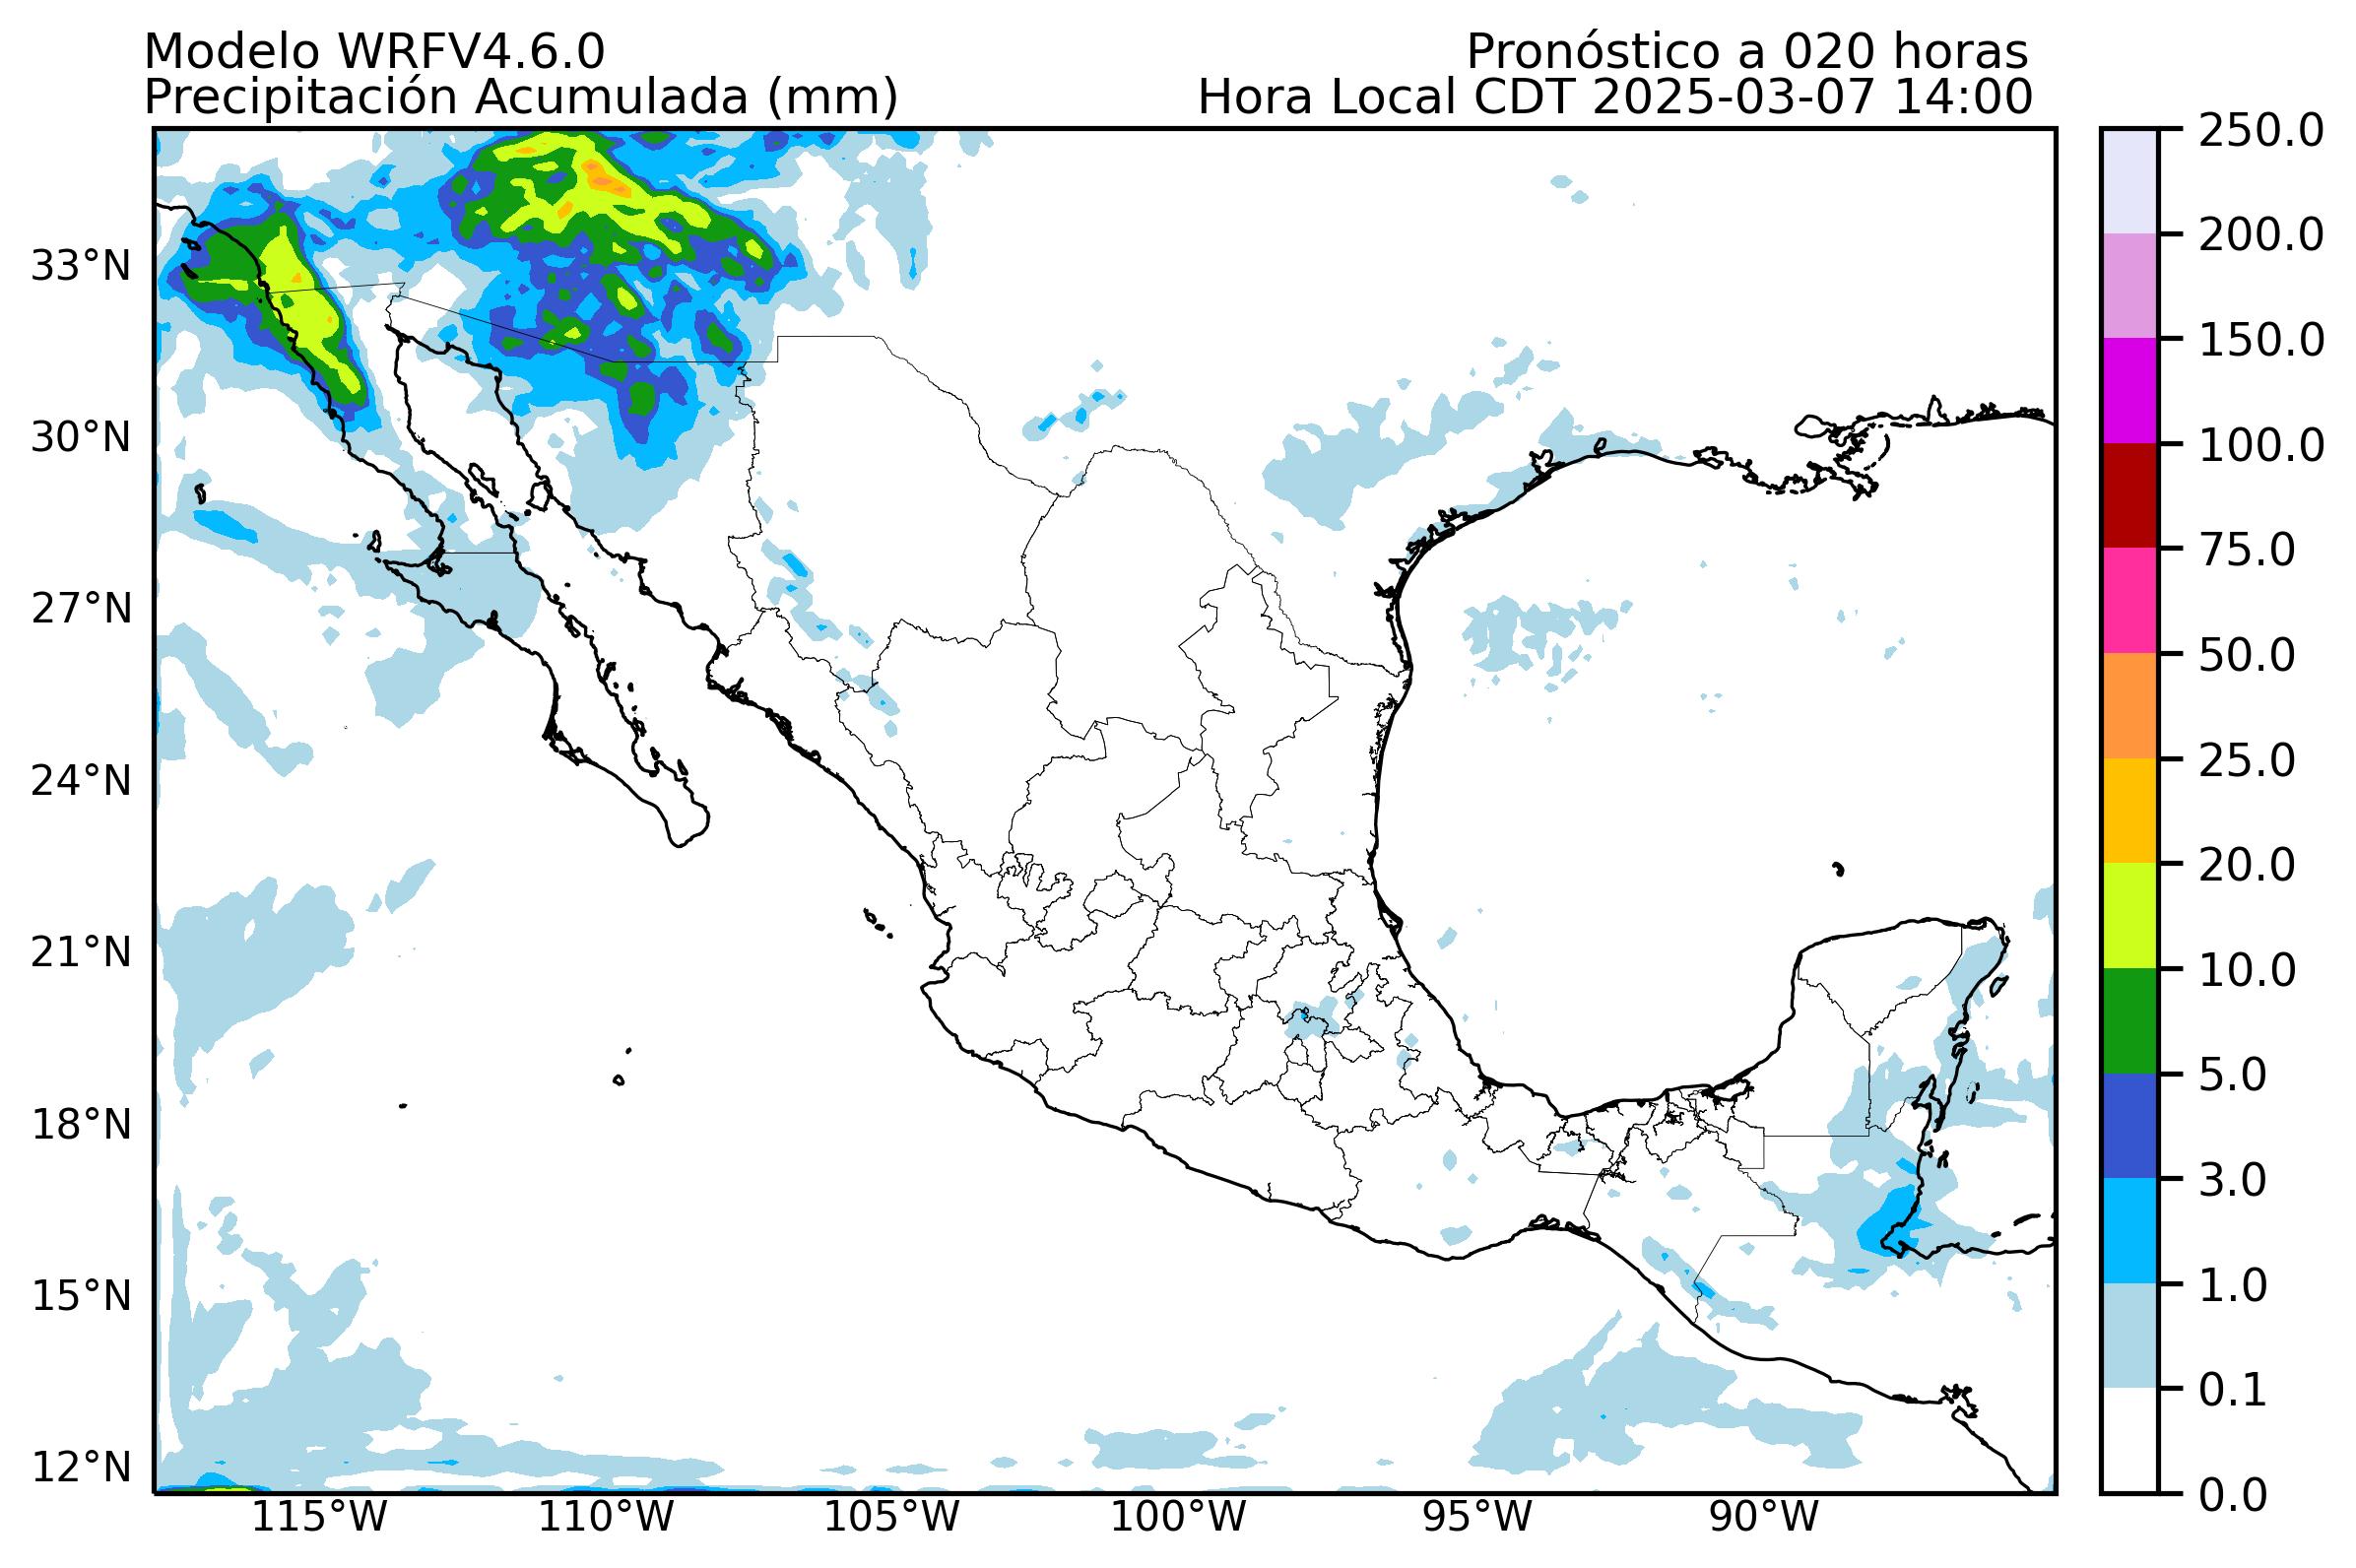 Modelo WRFV4.6.0
Pronóstico a 020 horas
Precipitación Acumulada (mm)
Hora Local CDT 2025-03-07 14:00
250.0
200.0
150.0
100.0
75.0
50.0
25.0
20.0
10.0
5.0
3.0
1.0
0.1
0.0
33°N
30°N
27°N
24°N
21°N
18°N
15°N
12°N
115°W
110°W
105°W
100°W
95°W
90°W